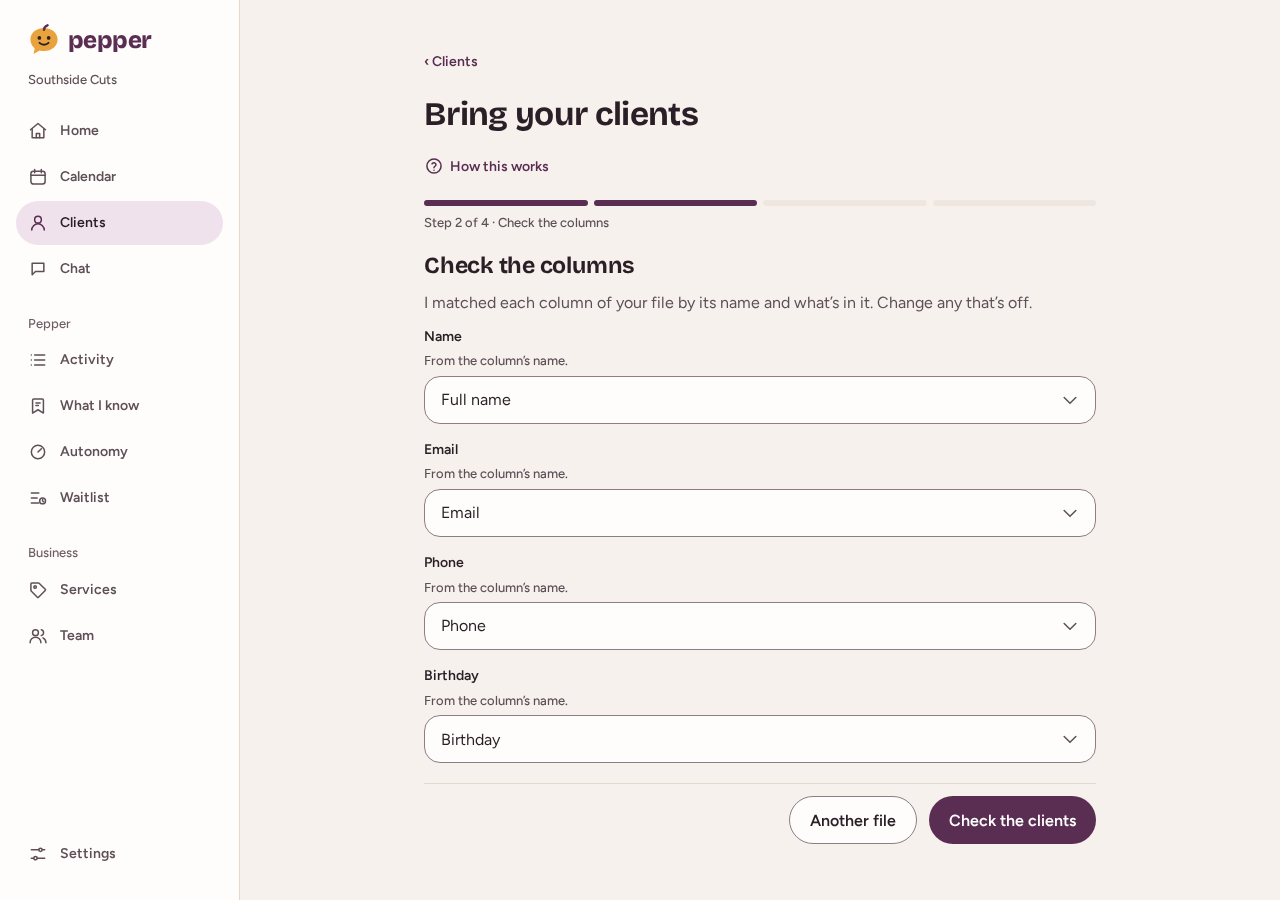 pepper
Southside Cuts
Home
Calendar
Clients
Chat
Pepper
Activity
What I know
Autonomy
Waitlist
Business
Services
Team
Settings
‹ Clients
Bring your clients
How this works
Step 2 of 4 · Check the columns
Check the columns
I matched each column of your file by its name and what’s in it. Change any that’s off.
Name
From the column’s name.
Full name
Email
From the column’s name.
Email
Phone
From the column’s name.
Phone
Birthday
From the column’s name.
Birthday
Another file
Check the clients